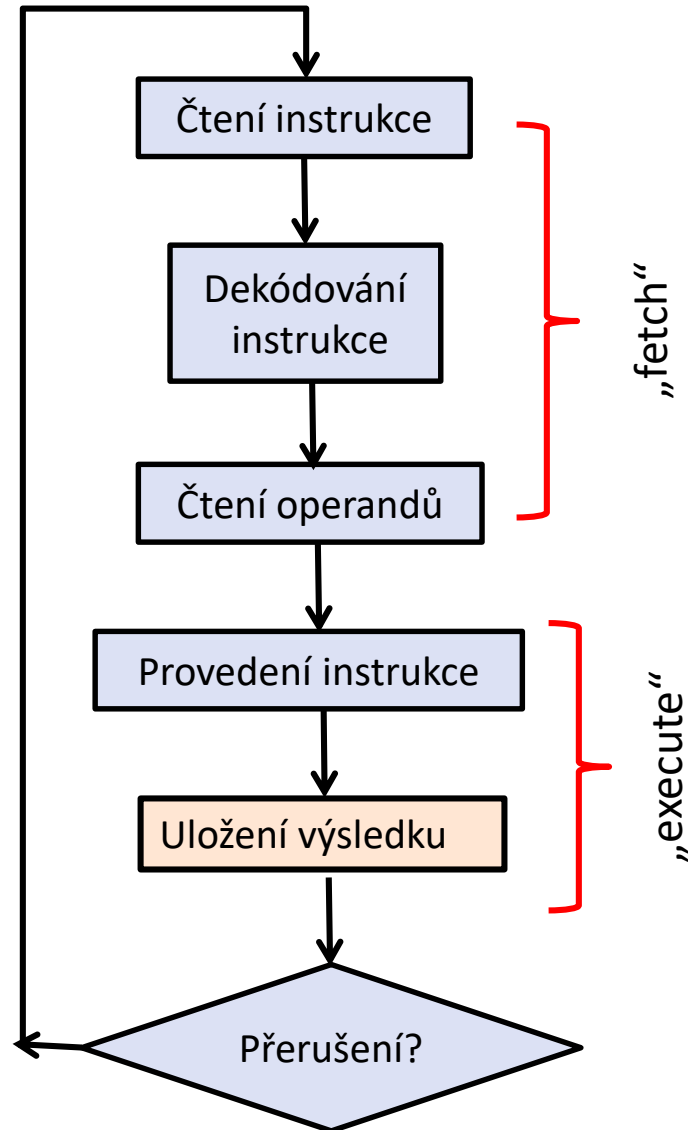 Čtení instrukce
Dekódování
instrukce
Čtení operandů
„fetch“
Provedení instrukce
Uložení výsledku
„execute“
Přerušení?